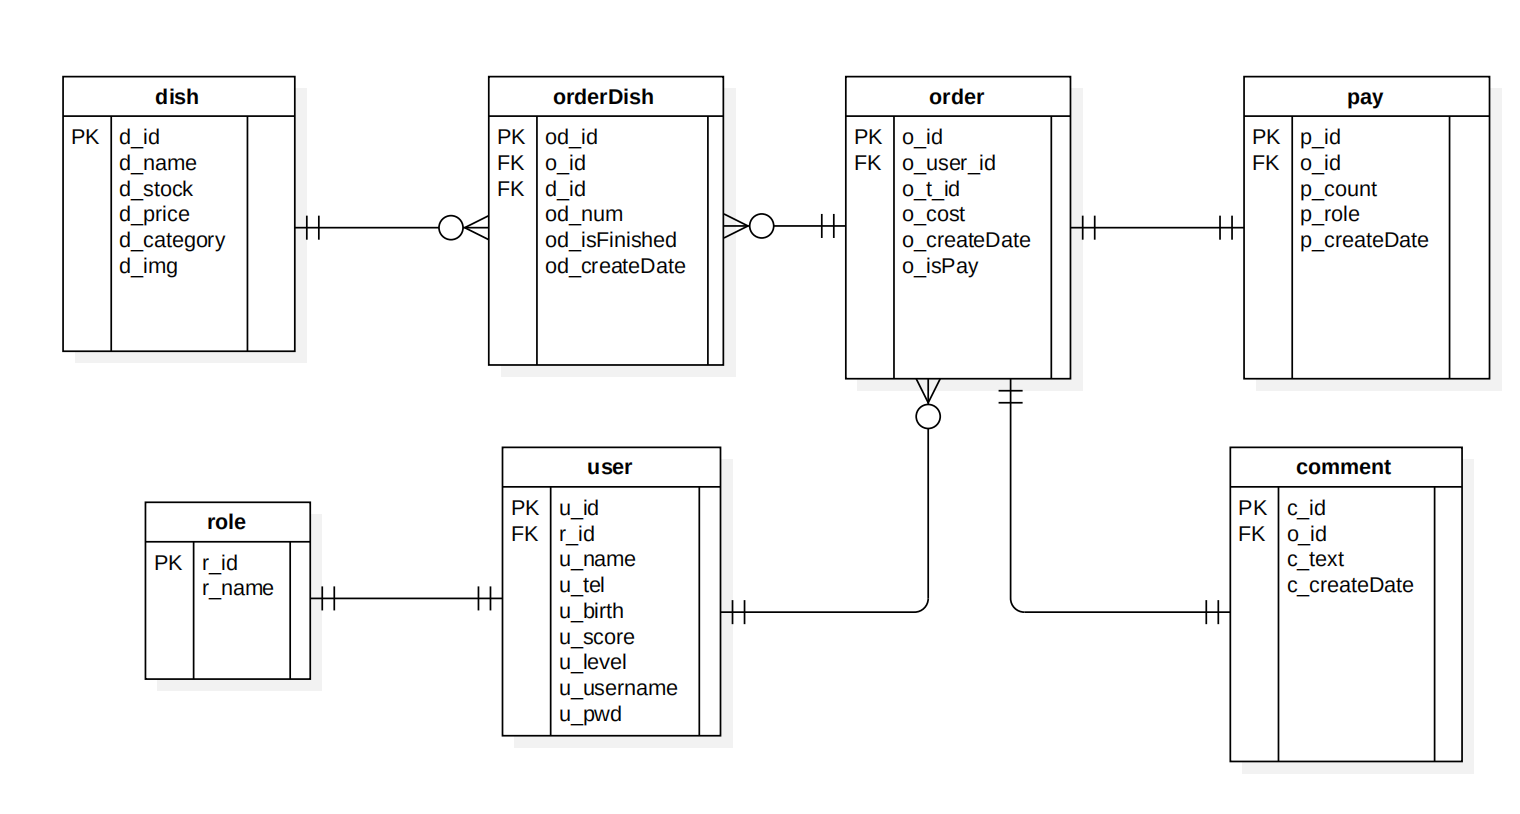 dish
PK d_id
d_name
d_stock
d_price
d_category
d_img
orderDish
PK od_id
FK o_id
FK d_id
od_num
od_isFinished
od_createDate
order
PK o_id
FK o_user_id
o_t_id
o_cost
o_createDate
o_isPay
pay
PK p_id
FK o_id
p_count
p_role
p_createDate
role
PK r_id
r_name
user
PK u_id
FK r_id
u_name
u_tel
u_birth
u_score
u_level
u_username
u_pwd
comment
PK c_id
FK o_id
c_text
c_createDate